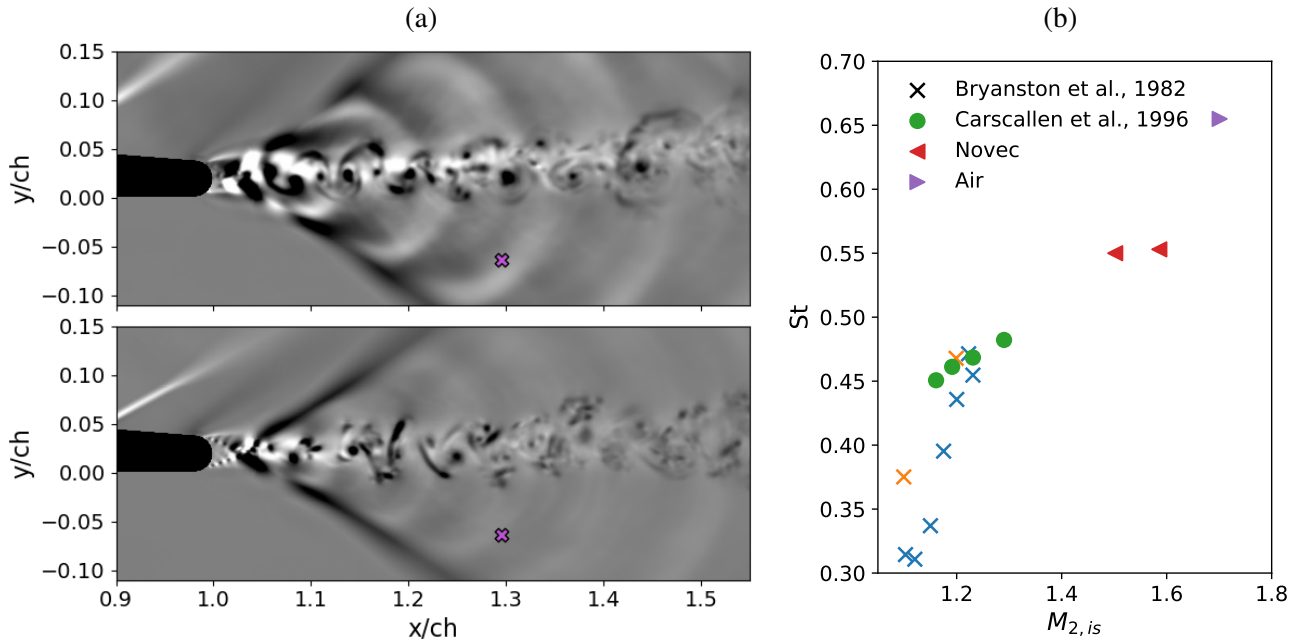 (a)
0.15
0.10
0.05
0.00
−0.05
−0.10
y/ch
0.15
0.10
0.05
0.00
−0.05
−0.10
y/ch
0.9 1.0 1.1 1.2 1.3 1.4 1.5
x/ch
(b)
0.70
0.65
0.60
0.55
0.50
0.45
0.40
0.35
0.30
St
Bryanston et al., 1982
Carscallen et al., 1996
Novec
Air
1.2 1.4 1.6 1.8
M2,is